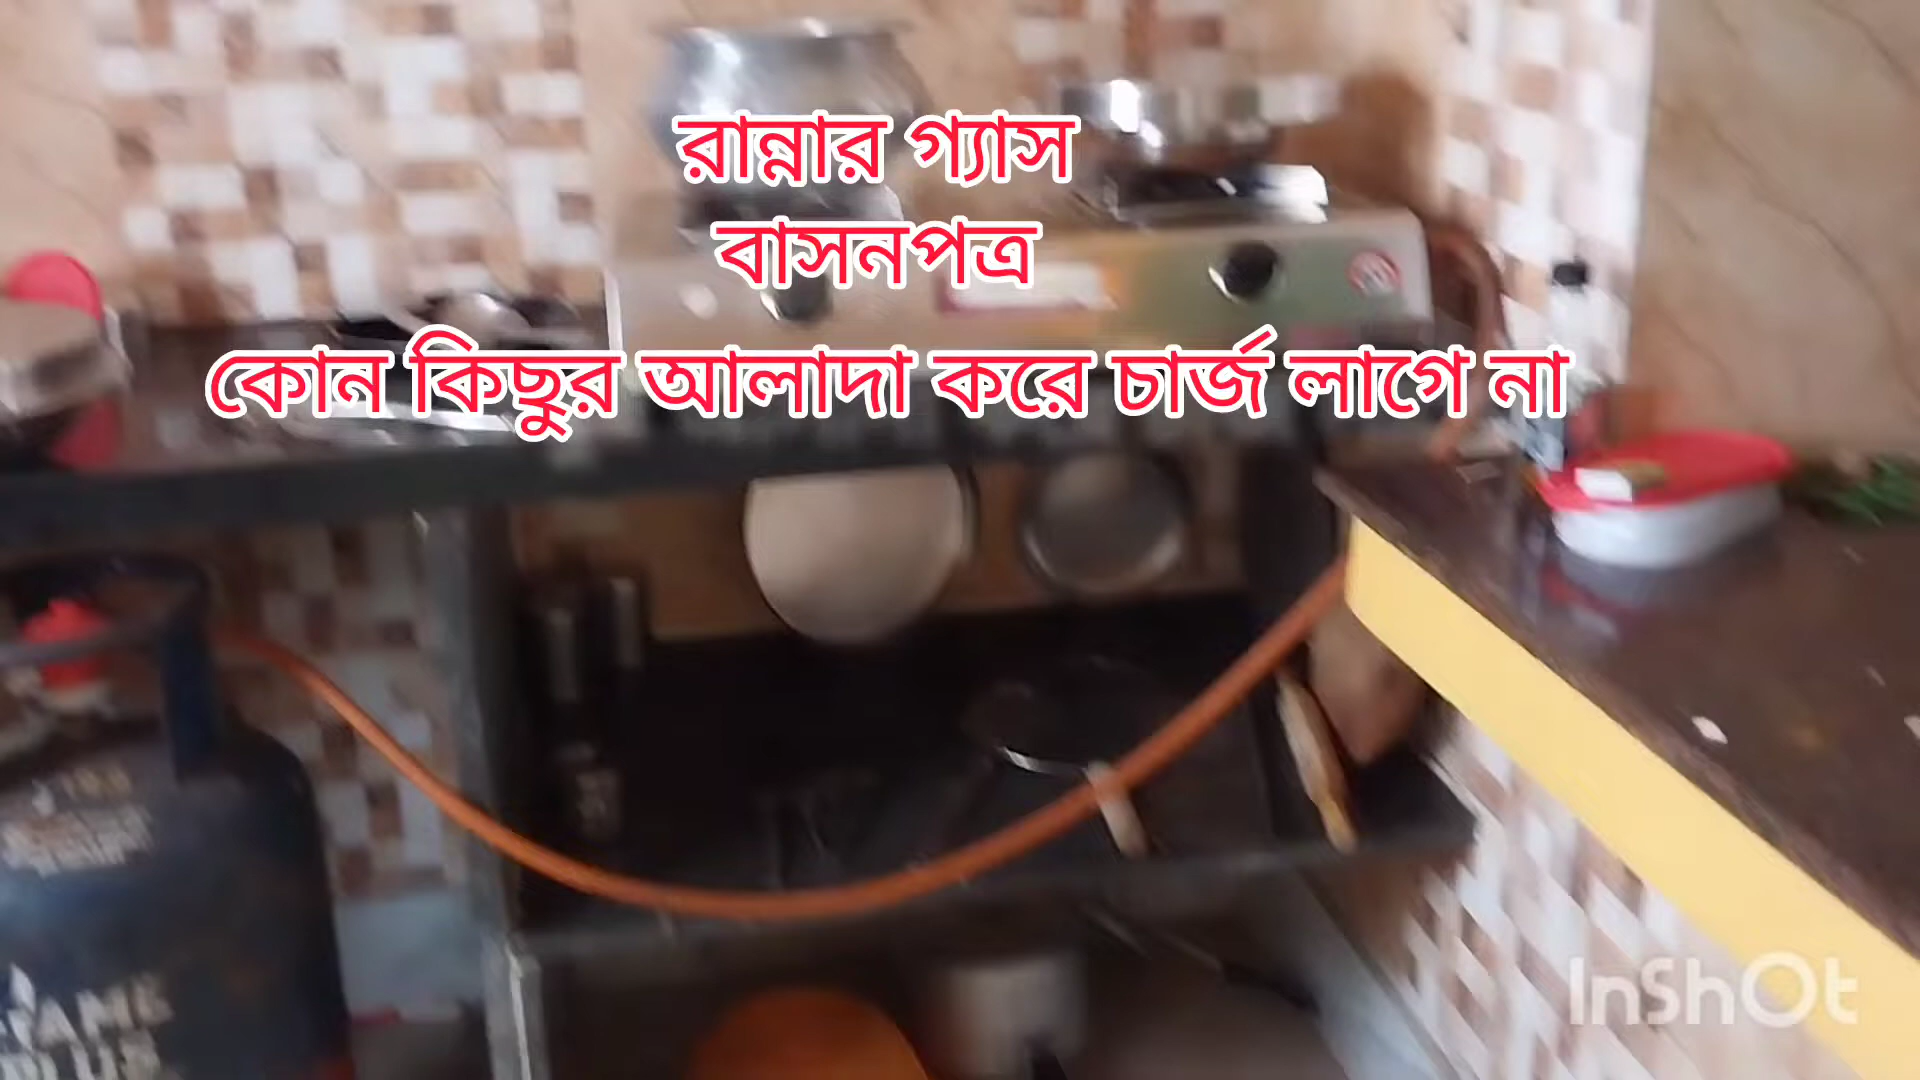 রান্নার গ্যাস
বাসনপত্র
কোন কিছুর আলাদা করে চার্জ লাগে না
InShOt